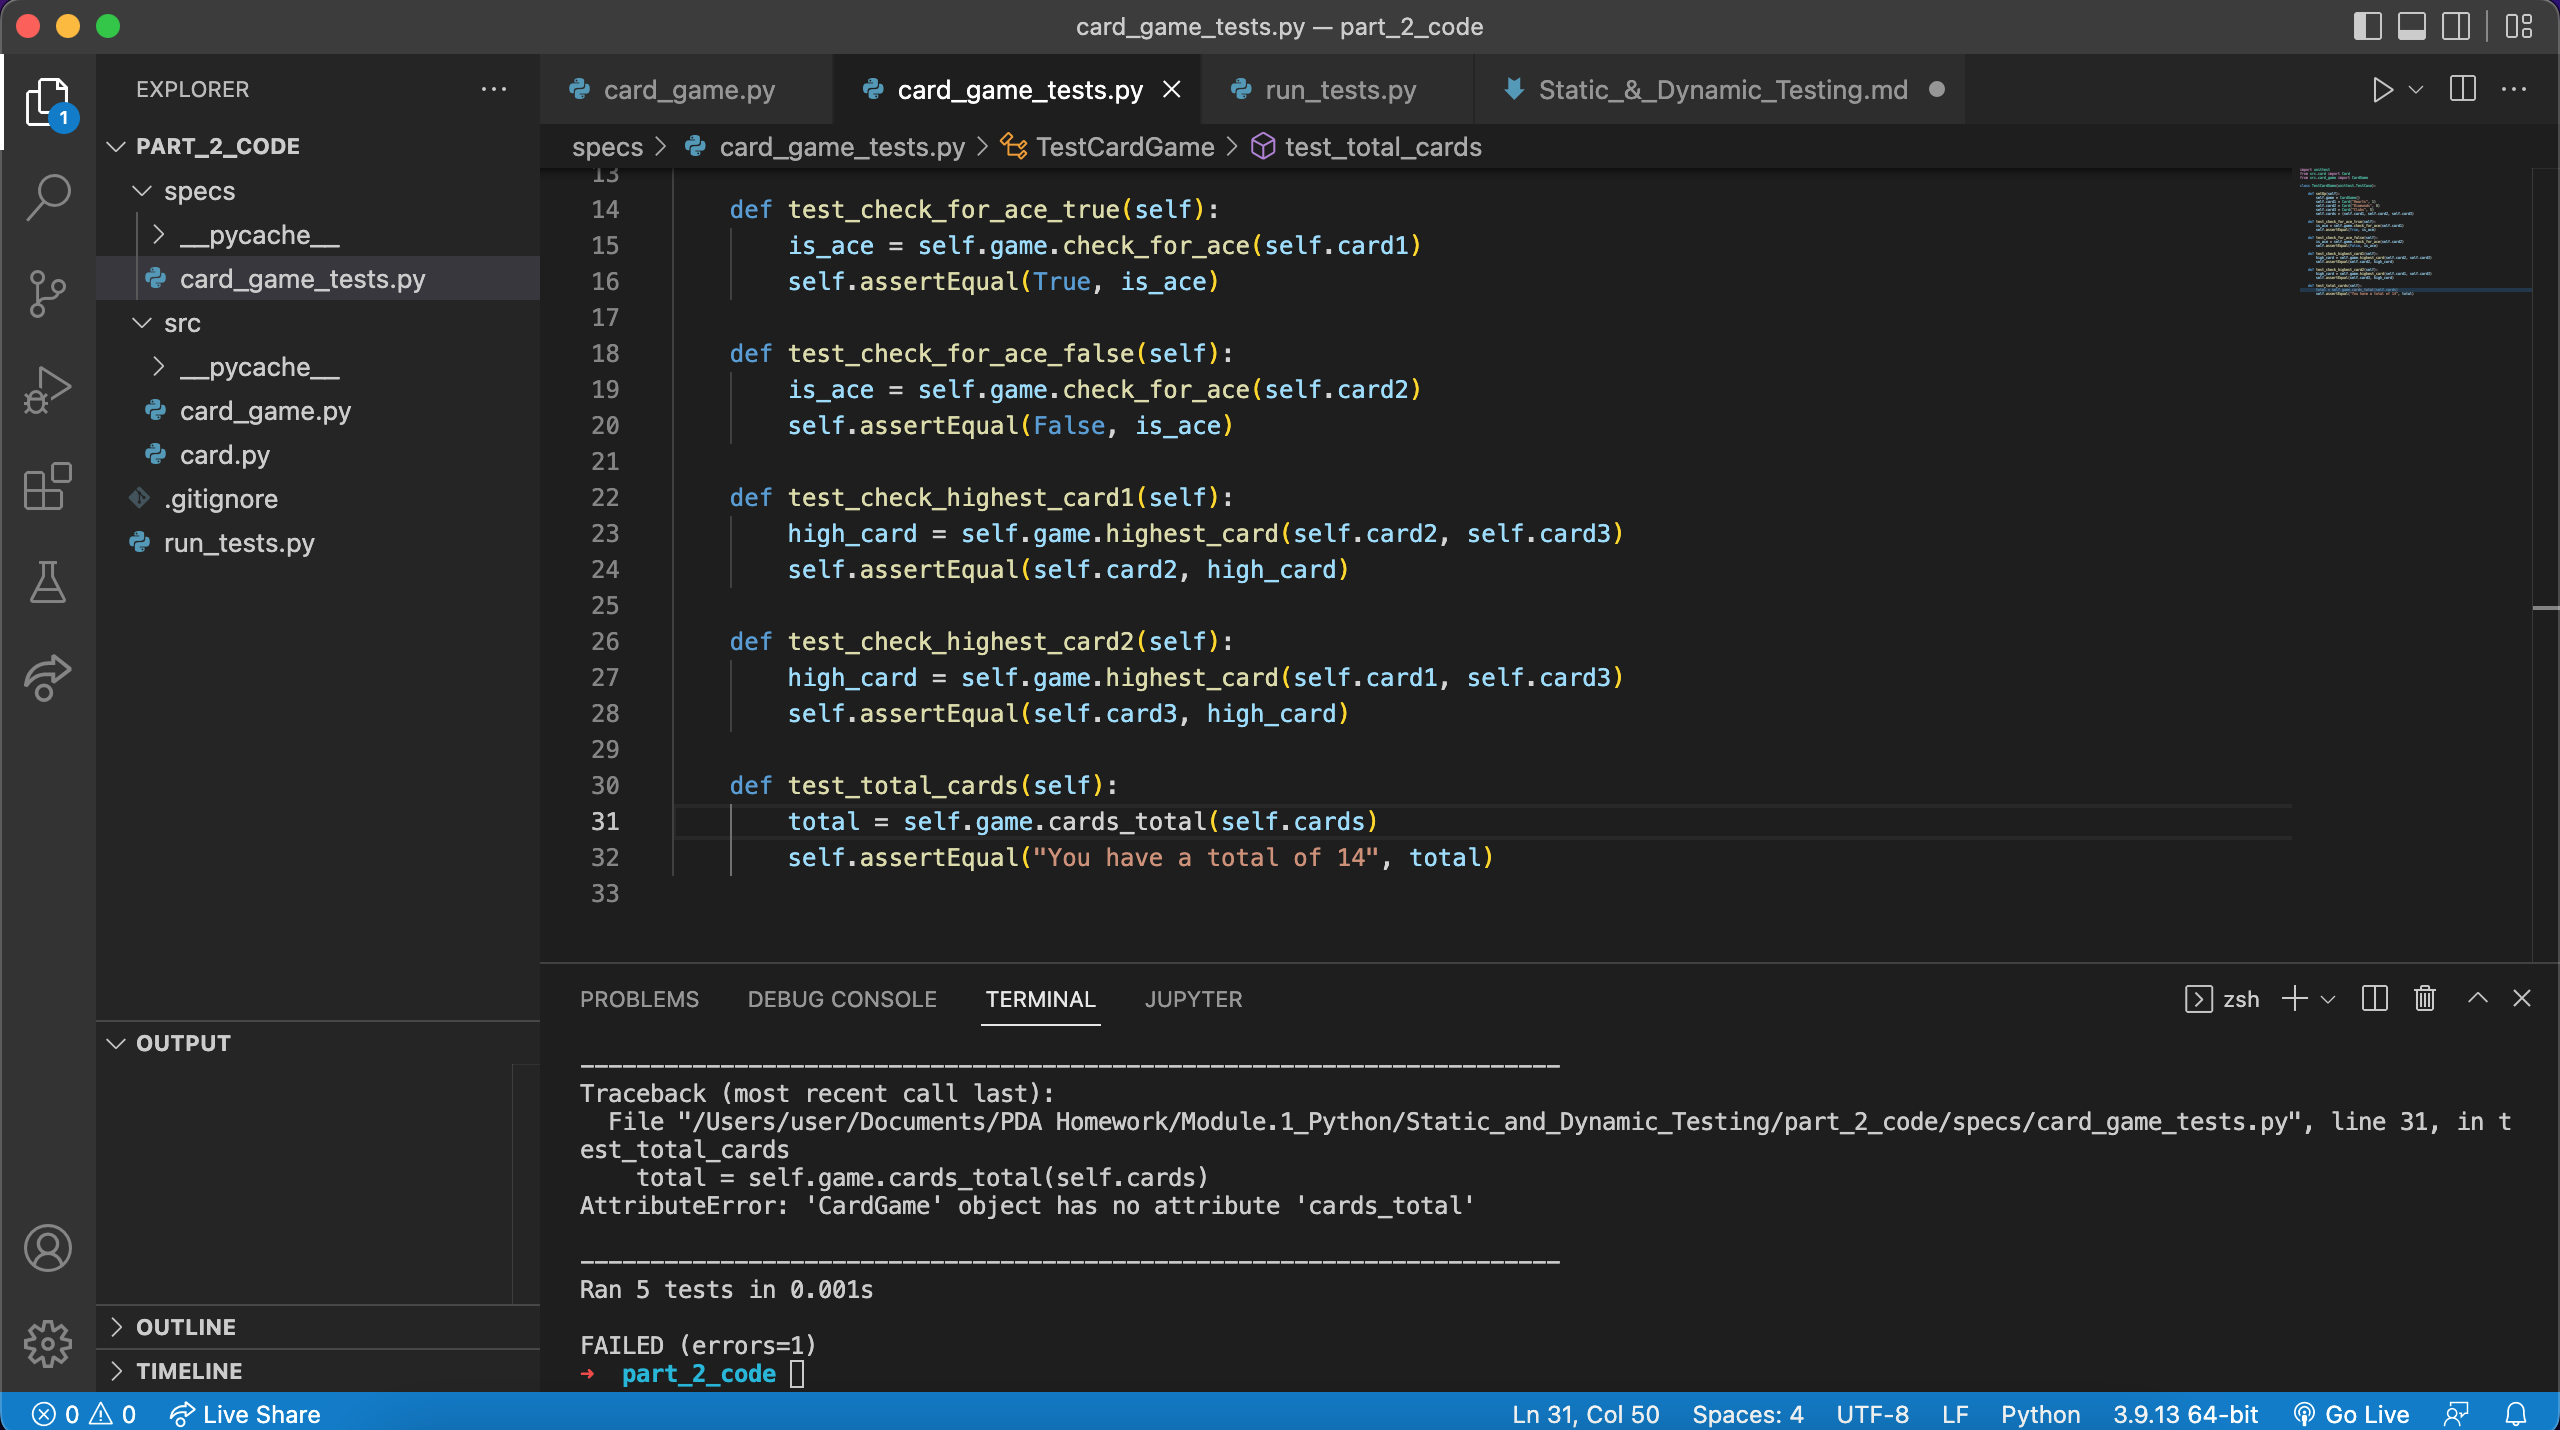 card_game_tests.py — part_2_code
EXPLORER
1
PART_2_CODE
specs
__pycache__
card_game_tests.py
src
__pycache__
card_game.py
card.py
.gitignore
run_tests.py
OUTPUT
OUTLINE
TIMELINE
card_game.py
card_game_tests.py
run_tests.py
Static_&_Dynamic_Testing.md
specs > card_game_tests.py > TestCardGame > test_total_cards
13
14 def test_check_for_ace_true(self):
15 is_ace = self.game.check_for_ace(self.card1)
16 self.assertEqual(True, is_ace)
17
18 def test_check_for_ace_false(self):
19 is_ace = self.game.check_for_ace(self.card2)
20 self.assertEqual(False, is_ace)
21
22 def test_check_highest_card1(self):
23 high_card = self.game.highest_card(self.card2, self.card3)
24 self.assertEqual(self.card2, high_card)
25
26 def test_check_highest_card2(self):
27 high_card = self.game.highest_card(self.card1, self.card3)
28 self.assertEqual(self.card3, high_card)
29
30 def test_total_cards(self):
31 total = self.game.cards_total(self.cards)
32 self.assertEqual("You have a total of 14", total)
33
PROBLEMS DEBUG CONSOLE TERMINAL JUPYTER
zsh
----------------------------------------------------------------------
Traceback (most recent call last):
File "/Users/user/Documents/PDA Homework/Module.1_Python/Static_and_Dynamic_Testing/part_2_code/specs/card_game_tests.py", line 31, in t
est_total_cards
total = self.game.cards_total(self.cards)
AttributeError: 'CardGame' object has no attribute 'cards_total'
----------------------------------------------------------------------
Ran 5 tests in 0.001s
FAILED (errors=1)
➜ part_2_code
0 0 Live Share
Ln 31, Col 50 Spaces: 4 UTF-8 LF Python 3.9.13 64-bit Go Live